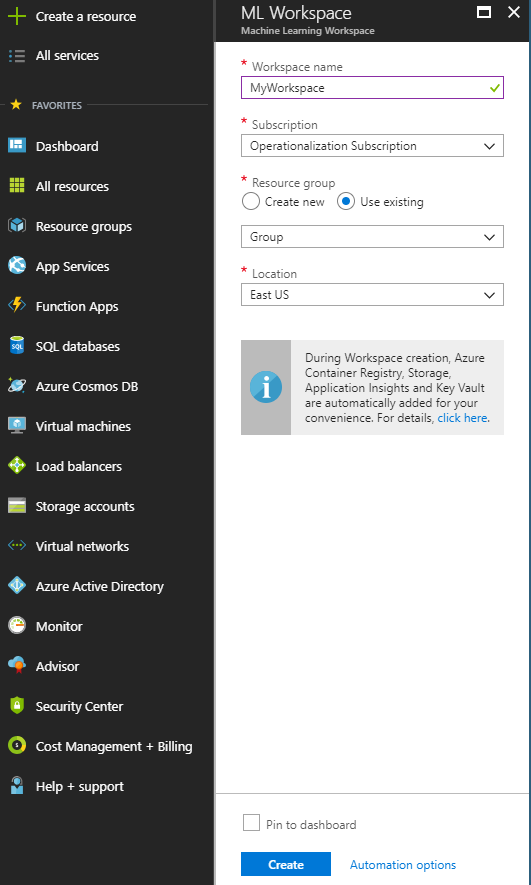 Create a resource
All services
FAVORITES
Dashboard
All resources
Resource groups
App Services
Function Apps
SQL databases
Azure Cosmos DB
Virtual machines
Load balancers
Storage accounts
Virtual networks
Azure Active Directory
Monitor
Advisor
Security Center
Cost Management + Billing
Help + support
ML Workspace
Machine Learning Workspace
* Workspace name
MyWorkspace
* Subscription
Operationalization Subscription
* Resource group
Create new Use existing
Group
* Location
East US
During Workspace creation, Azure
Container Registry, Storage,
Application Insights and Key Vault
are automatically added for your
convenience. For details, click here.
Pin to dashboard
Create Automation options